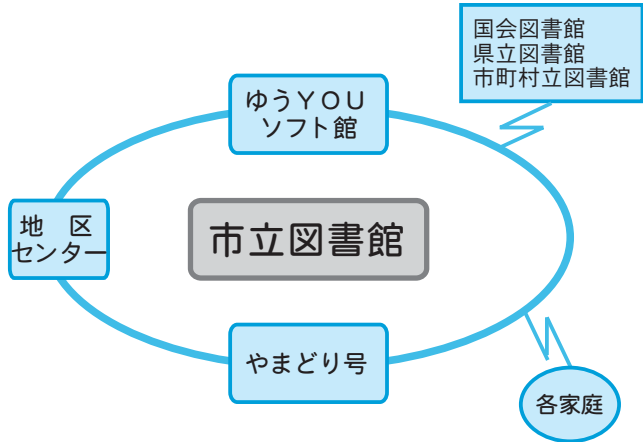 国会図書館
県立図書館
市町村立図書館
ゆうYOU
ソフト館
地 区
センター
市立図書館
やまどり号
各家庭